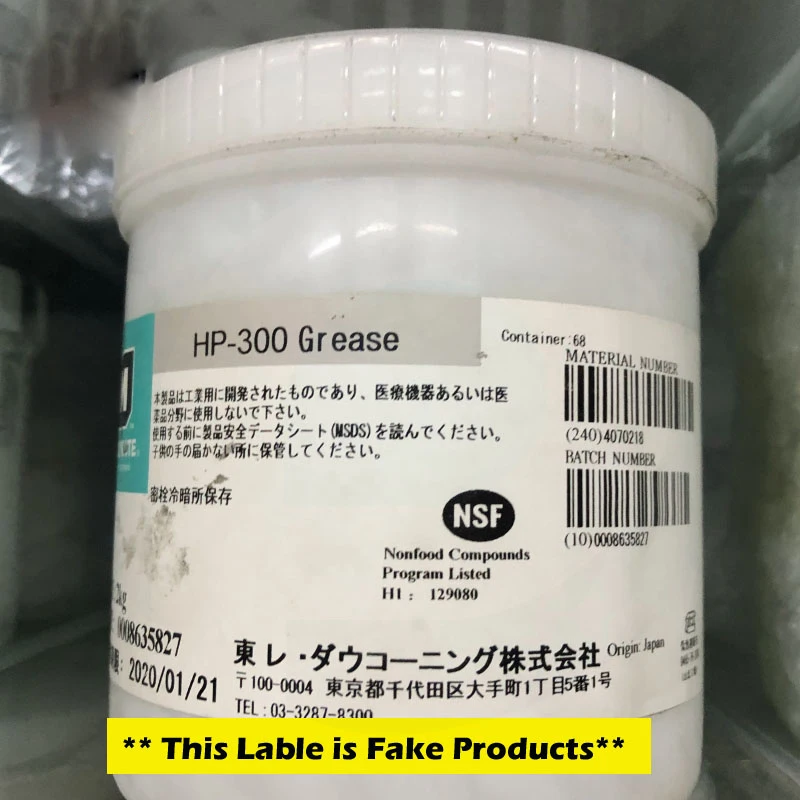 HP-300 Grease
Container:68
MATERIAL NUMBER
(240)4070218
BATCH NUMBER
(10)0008635827
本製品は工業用に開発されたものであり、医療機器あるいは医
薬品分野に使用しないで下さい。
使用する前に製品安全データシート(MSDS)を読んでください。
子供の手の届かない所に保管してください。
密栓冷暗所保存
NSF
Nonfood Compounds
Program Listed
H1 : 129080
kg
0008635827
2020/01/21
東レ・ダウコーニング株式会社
Origin: Japan
〒100-0004 東京都千代田区大手町1丁目5番1号
TEL : 03-3287-8300
** This Lable is Fake Products**